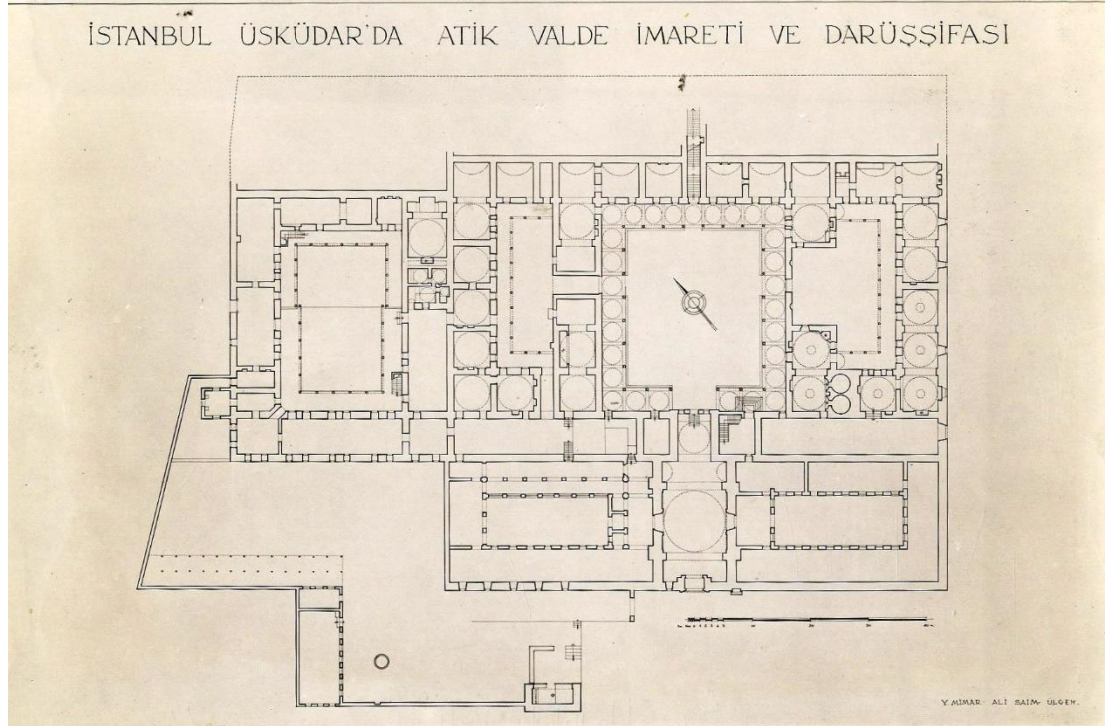 İSTANBUL ÜSKÜDAR'DA ATİK VALDE İMARETİ VE DARÜŞŞİFASI
Y. MİMAR ALİ SAİM ÜLGEN.